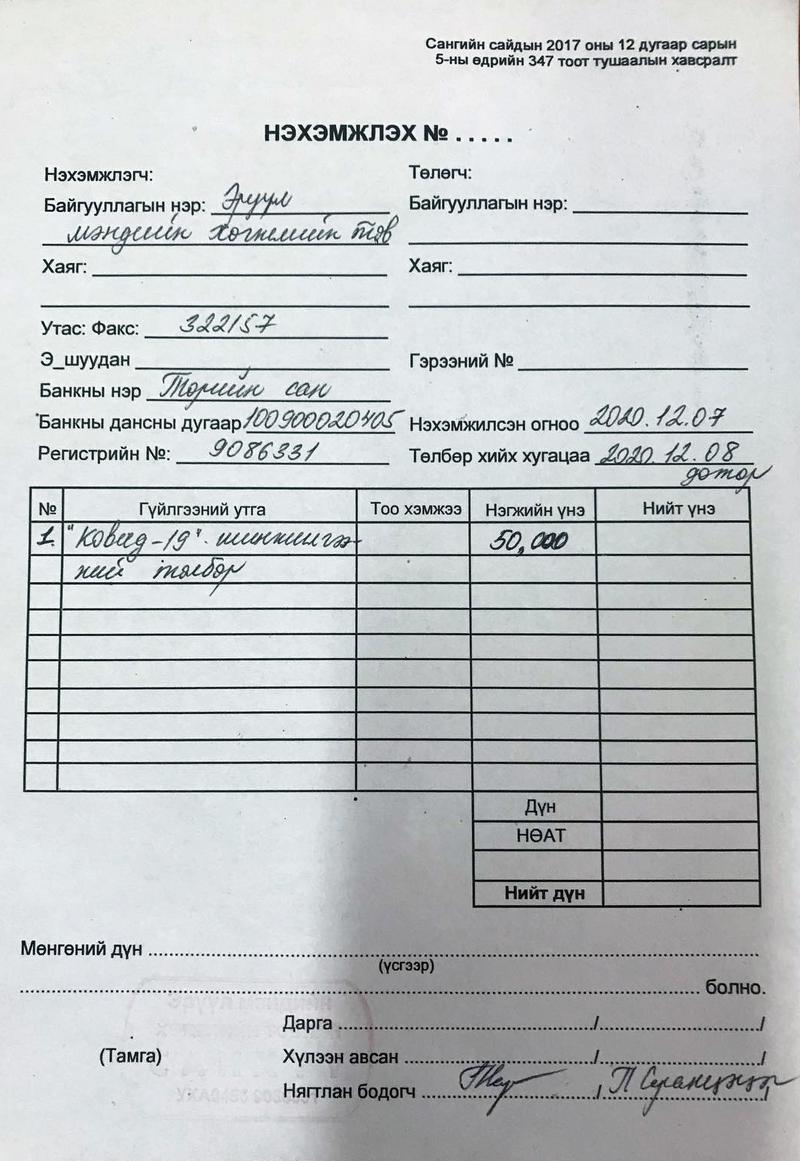 Сангийн сайдын 2017 оны 12 дугаар сарын
5-ны өдрийн 347 тоот тушаалын хавсралт
НЭХЭМЖЛЭХ № . . . . .
Нэхэмжлэгч: Төлөгч:
Байгууллагын нэр: Эрүүл Байгууллагын нэр:
мэндийн хөгжлийн төв
Хаяг: Хаяг:
Утас: Факс: 322157
Э_шуудан Гэрээний №
Банкны нэр Төрийн сан
Банкны дансны дугаар 100900020405 Нэхэмжилсэн огноо 2020.12.07
Регистрийн №: 9086331 Төлбөр хийх хугацаа 2020.12.08
дотор
№ Гүйлгээний утга Тоо хэмжээ Нэгжийн үнэ Нийт үнэ
1. "Ковид-19" шинжилгээ- 50,000
ний төлбөр
Дүн
НӨАТ
Нийт дүн
Мөнгөний дүн
(үсгээр)
болно.
Дарга / /
(Тамга) Хүлээн авсан / /
Нягтлан бодогч / /